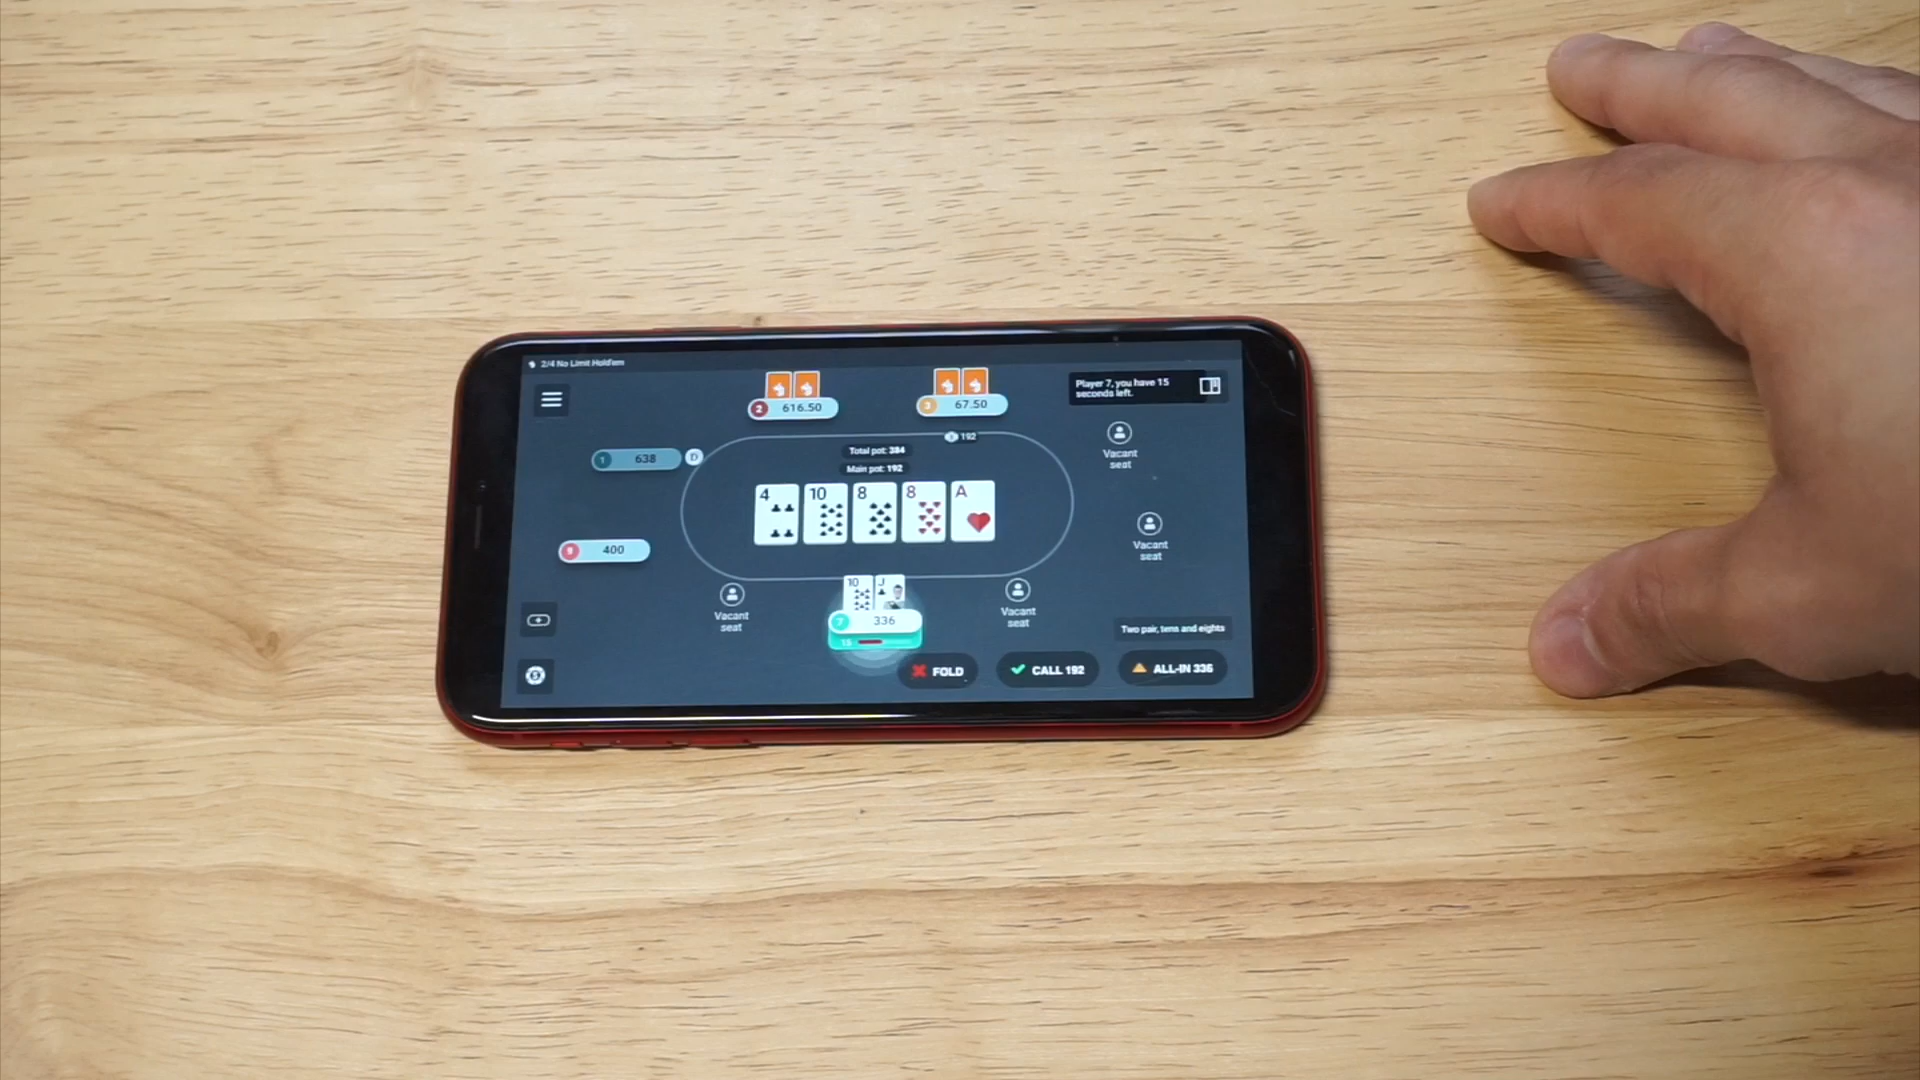 2/4 No Limit Hold'em
2 616.50
3 67.50
Player 7, you have 15
seconds left.
192
Total pot: 384
Main pot: 192
1 638 D
Vacant
seat
4 10 8 8 A
Vacant
seat
9 400
10 J
Vacant
seat
7 336
15
Vacant
seat
Two pair, tens and eights
FOLD
CALL 192
ALL-IN 336